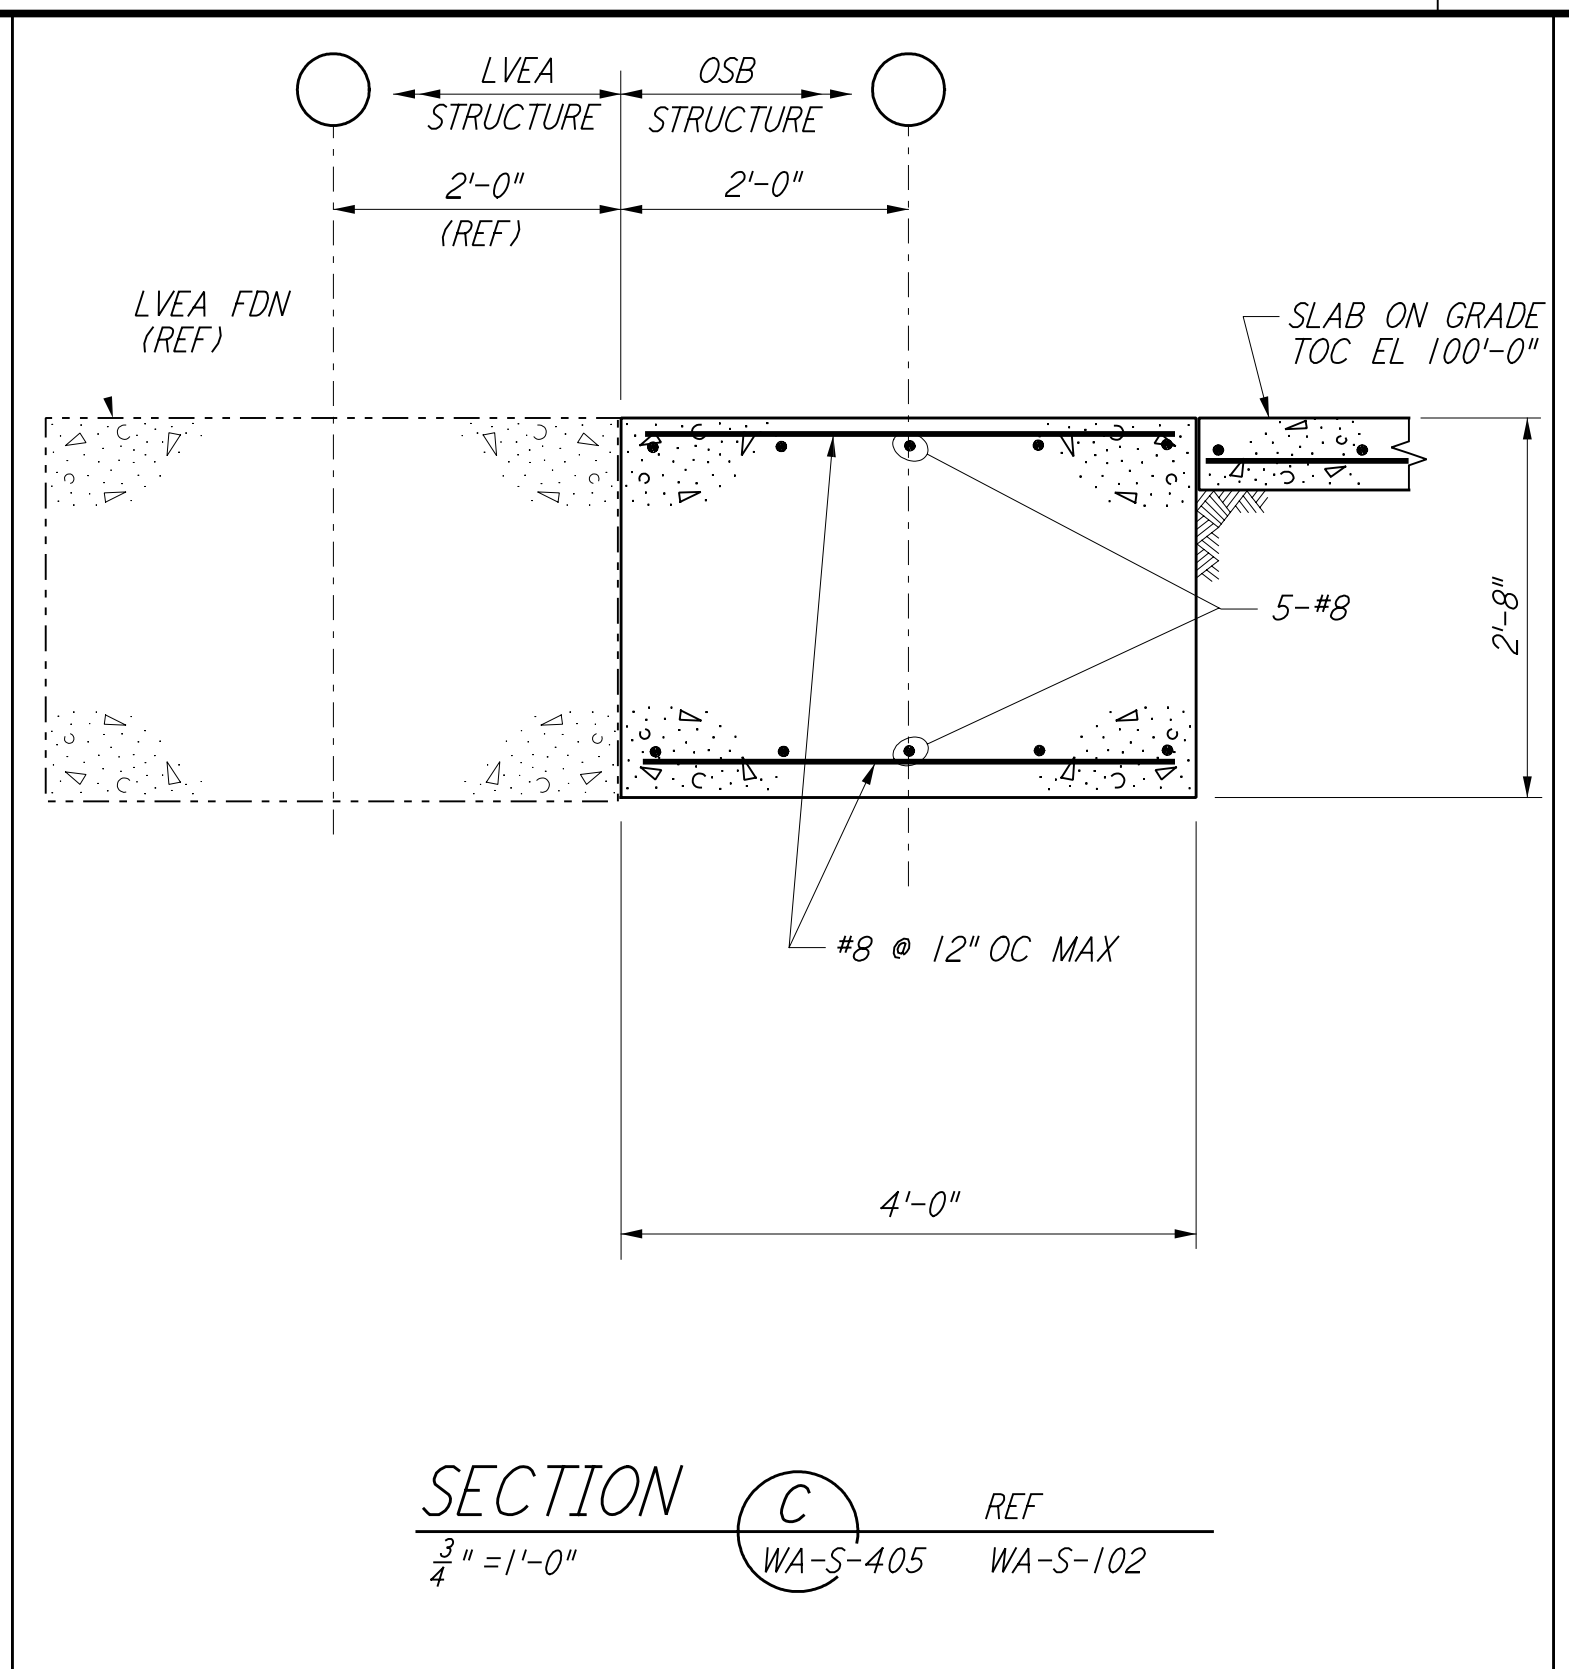 LVEA
STRUCTURE
OSB
STRUCTURE
2'-0"
(REF)
2'-0"
LVEA FDN
(REF)
SLAB ON GRADE
TOC EL 100'-0"
5-#8
2'-8"
#8 @ 12" OC MAX
4'-0"
SECTION
3/4" =1'-0"
C
WA-S-405
REF
WA-S-102